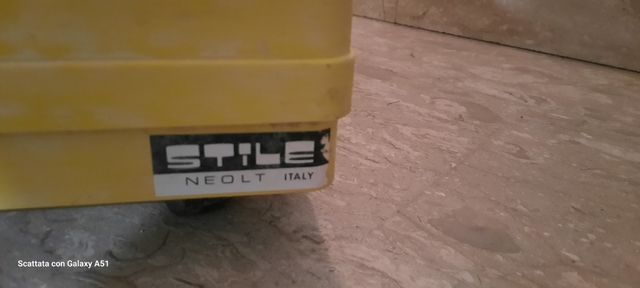 STILE
NEOLT ITALY
Scattata con Galaxy A51